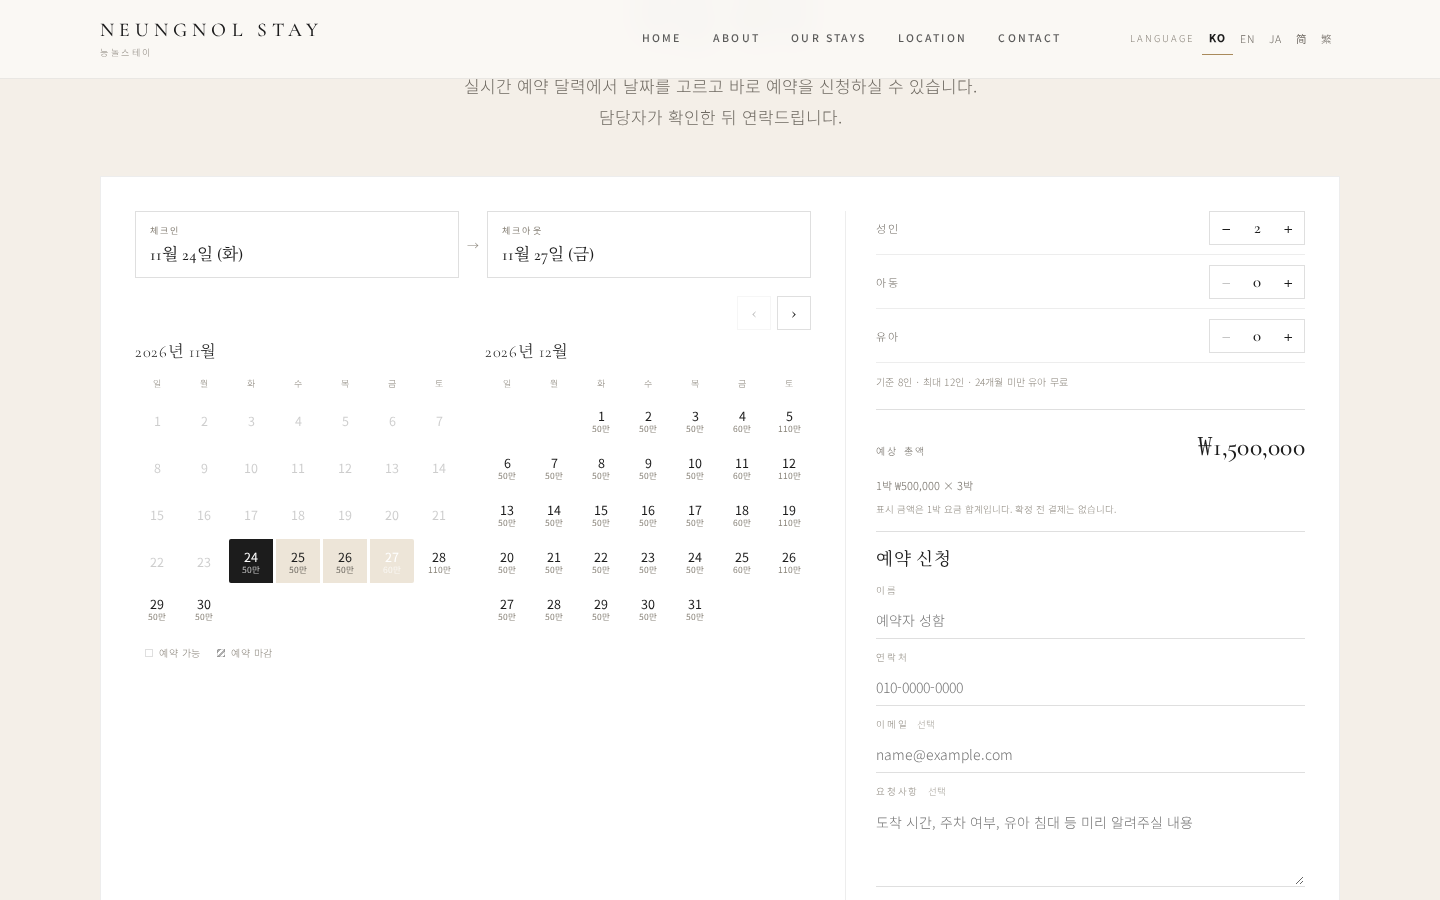 NEUNGNOL STAY
능놀스테이
HOME ABOUT OUR STAYS LOCATION CONTACT
LANGUAGE KO EN JA 简 繁
실시간 예약 달력에서 날짜를 고르고 바로 예약을 신청하실 수 있습니다.
담당자가 확인한 뒤 연락드립니다.
체크인
11월 24일 (화)
→
체크아웃
11월 27일 (금)
‹ ›
2026년 11월
일 월 화 수 목 금 토
1 2 3 4 5 6 7
8 9 10 11 12 13 14
15 16 17 18 19 20 21
22 23 24 25 26 27 28
50만 50만 50만 60만 110만
29 30
50만 50만
2026년 12월
일 월 화 수 목 금 토
1 2 3 4 5
50만 50만 50만 60만 110만
6 7 8 9 10 11 12
50만 50만 50만 50만 50만 60만 110만
13 14 15 16 17 18 19
50만 50만 50만 50만 50만 60만 110만
20 21 22 23 24 25 26
50만 50만 50만 50만 50만 60만 110만
27 28 29 30 31
50만 50만 50만 50만 50만
예약 가능 예약 마감
성인 − 2 +
아동 − 0 +
유아 − 0 +
기준 8인 · 최대 12인 · 24개월 미만 유아 무료
예상 총액 ₩1,500,000
1박 ₩500,000 × 3박
표시 금액은 1박 요금 합계입니다. 확정 전 결제는 없습니다.
예약 신청
이름
예약자 성함
연락처
010-0000-0000
이메일 선택
name@example.com
요청사항 선택
도착 시간, 주차 여부, 유아 침대 등 미리 알려주실 내용